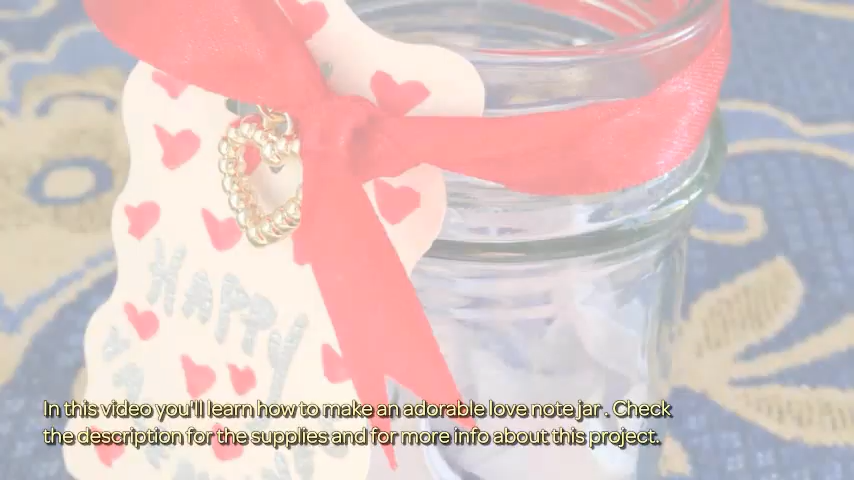 HAPPY
In this video you'll learn how to make an adorable love note jar . Check
the description for the supplies and for more info about this project.